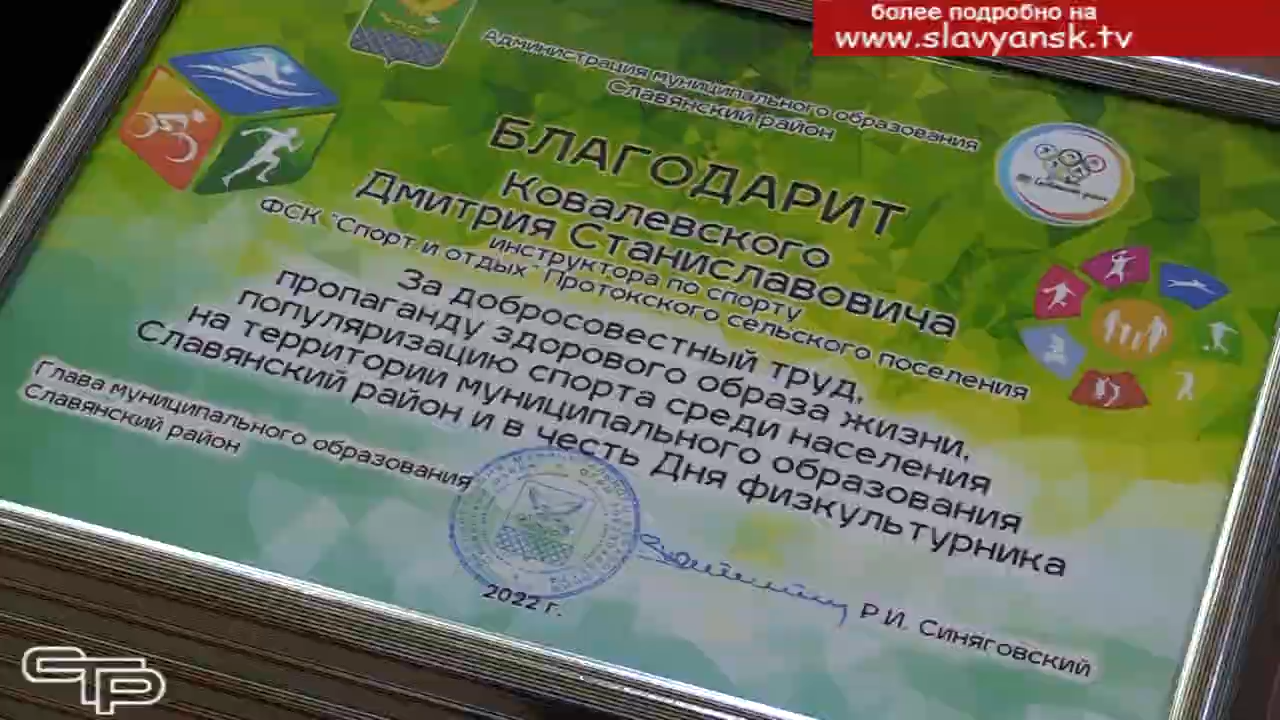 более подробно на
www.slavyansk.tv
Администрация муниципального образования
Славянский район
БЛАГОДАРИТ
Ковалевского
Дмитрия Станиславовича
инструктора по спорту
ФСК "Спорт и отдых" Протокского сельского поселения
За добросовестный труд,
пропаганду здорового образа жизни,
популяризацию спорта среди населения
на территории муниципального образования
Славянский район и в честь Дня физкультурника
Глава муниципального образования
Славянский район
Р.И. Синяговский
2022 г.
СТР